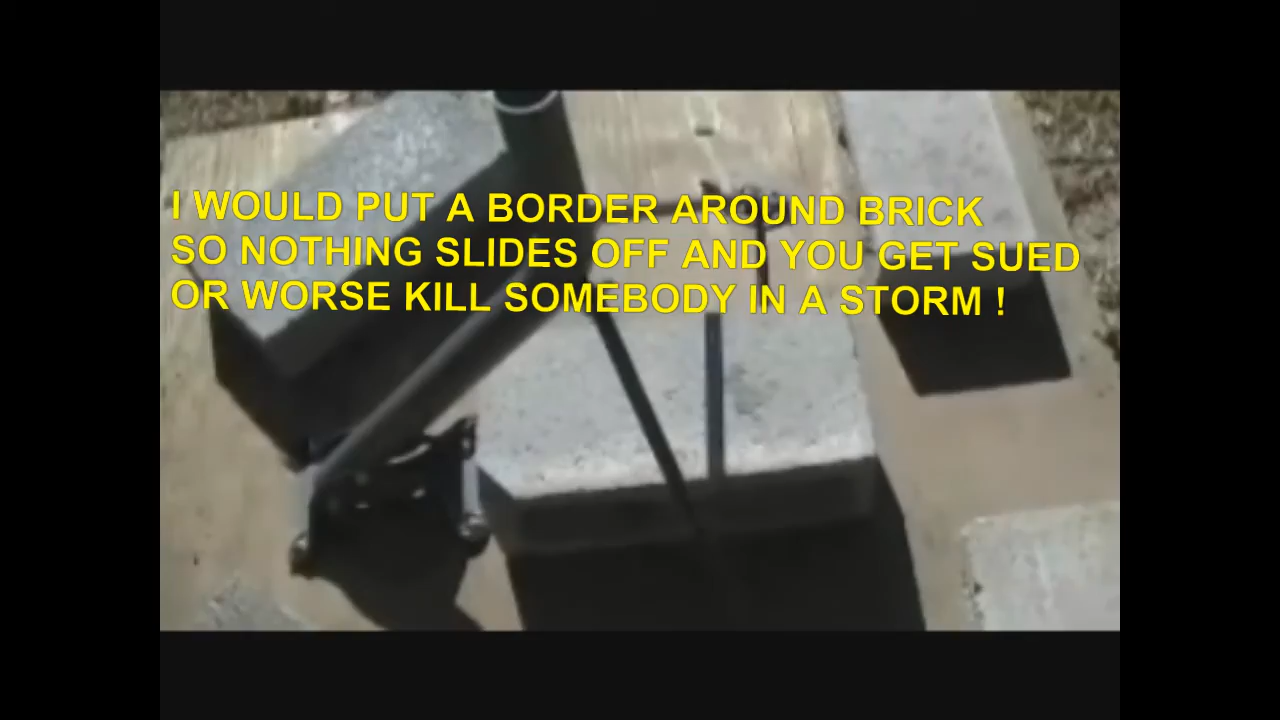 I WOULD PUT A BORDER AROUND BRICK
SO NOTHING SLIDES OFF AND YOU GET SUED
OR WORSE KILL SOMEBODY IN A STORM !